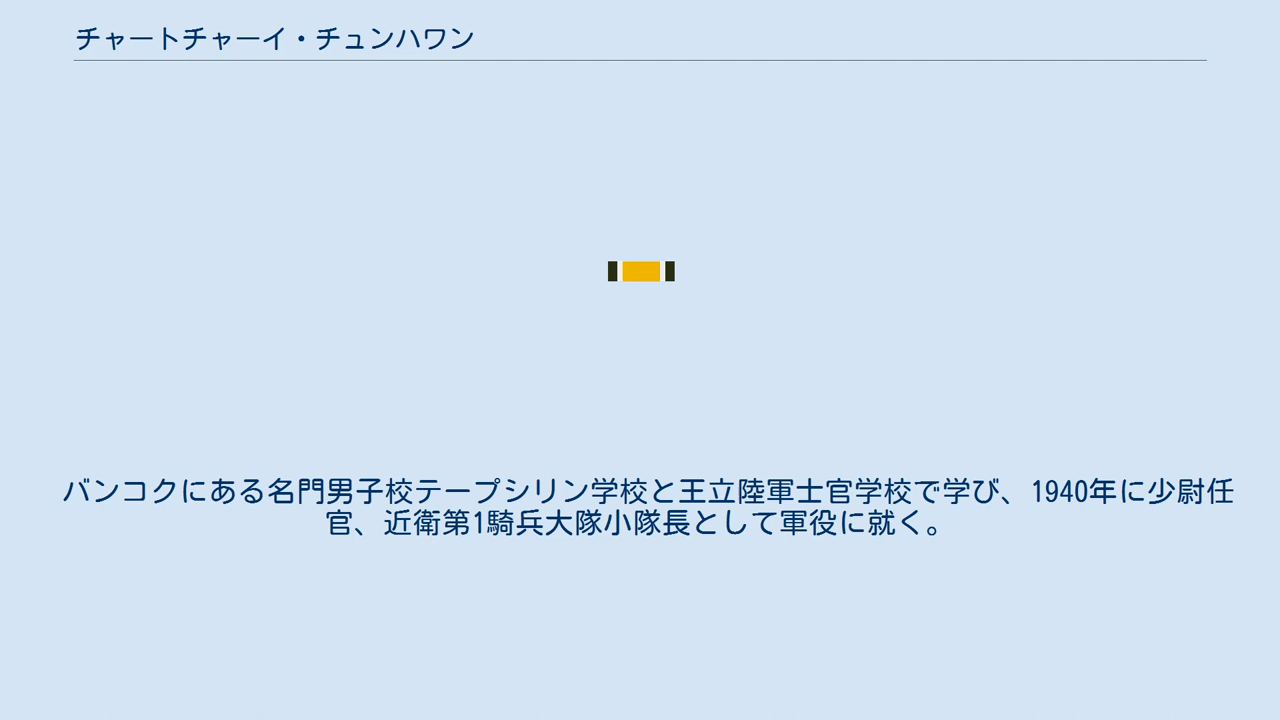 チャートチャーイ・チュンハワン
バンコクにある名門男子校テープシリン学校と王立陸軍士官学校で学び、1940年に少尉任
官、近衛第1騎兵大隊小隊長として軍役に就く。